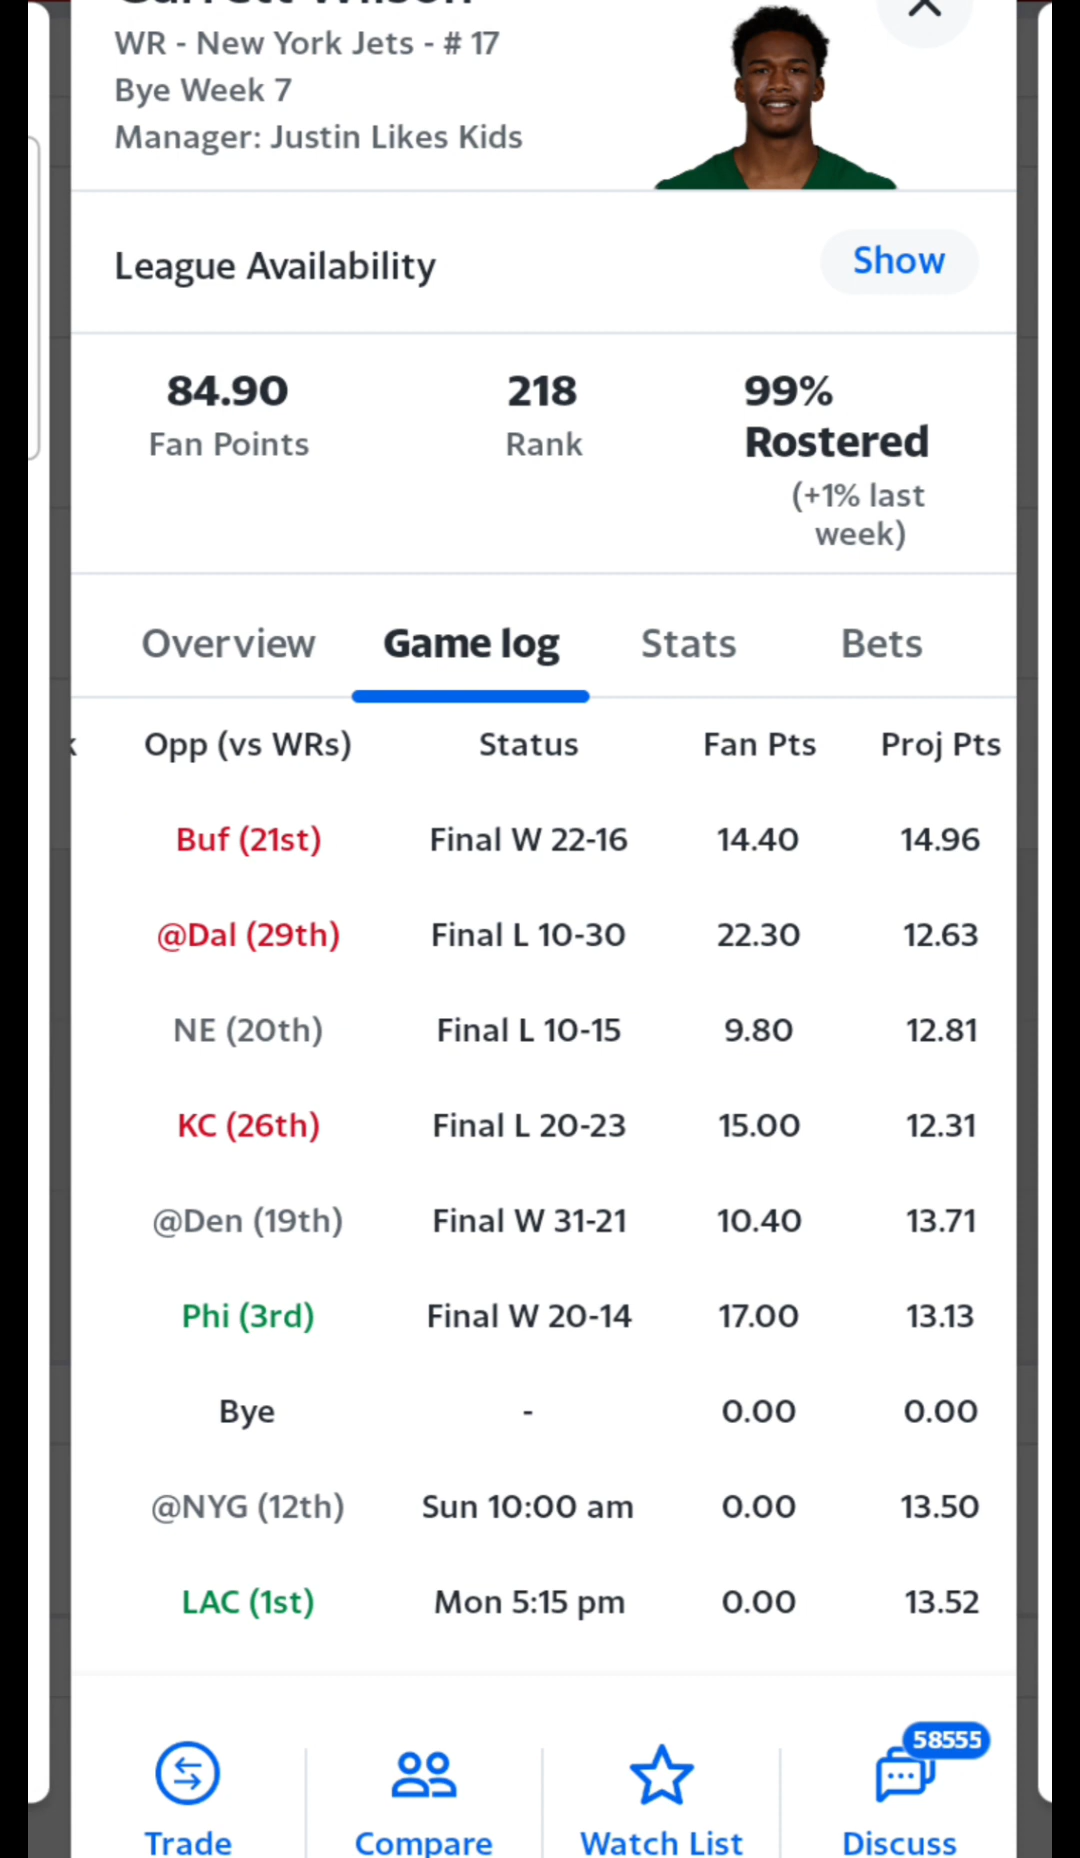 Garrett Wilson
WR - New York Jets - # 17
Bye Week 7
Manager: Justin Likes Kids
League Availability
Show
84.90 218 99%
Fan Points Rank Rostered
(+1% last
week)
Overview Game log Stats Bets
k Opp (vs WRs) Status Fan Pts Proj Pts
Buf (21st) Final W 22-16 14.40 14.96
@Dal (29th) Final L 10-30 22.30 12.63
NE (20th) Final L 10-15 9.80 12.81
KC (26th) Final L 20-23 15.00 12.31
@Den (19th) Final W 31-21 10.40 13.71
Phi (3rd) Final W 20-14 17.00 13.13
Bye - 0.00 0.00
@NYG (12th) Sun 10:00 am 0.00 13.50
LAC (1st) Mon 5:15 pm 0.00 13.52
58555
Trade Compare Watch List Discuss